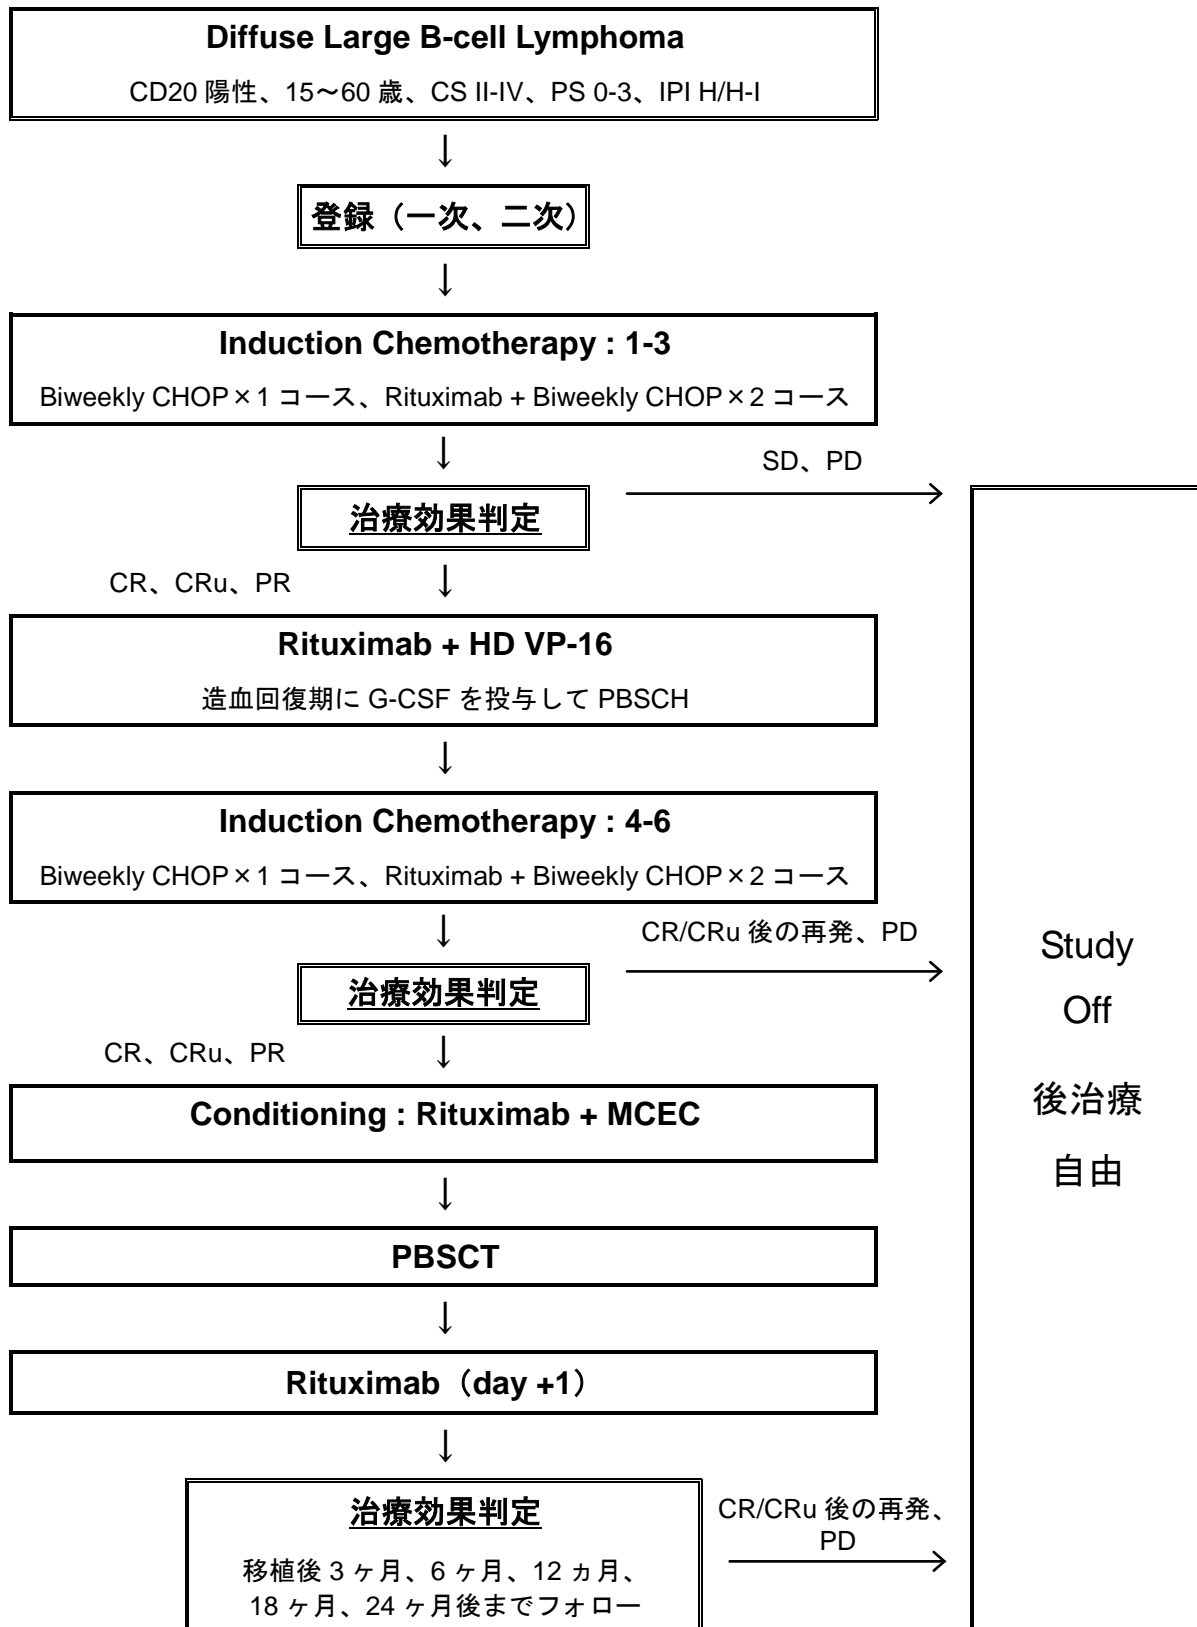 Diffuse Large B-cell Lymphoma
CD20 陽性、15～60 歳、CS II-IV、PS 0-3、IPI H/H-I
↓
登録（一次、二次）
↓
Induction Chemotherapy : 1-3
Biweekly CHOP×1 コース、Rituximab + Biweekly CHOP×2 コース
↓
SD、PD
治療効果判定
CR、CRu、PR
↓
Rituximab + HD VP-16
造血回復期に G-CSF を投与して PBSCH
↓
Induction Chemotherapy : 4-6
Biweekly CHOP×1 コース、Rituximab + Biweekly CHOP×2 コース
↓
CR/CRu 後の再発、PD
治療効果判定
CR、CRu、PR
↓
Conditioning : Rituximab + MCEC
↓
PBSCT
↓
Rituximab（day +1）
↓
治療効果判定
移植後 3 ヶ月、6 ヶ月、12 ヵ月、
18 ヶ月、24 ヶ月後までフォロー
CR/CRu 後の再発、
PD
Study
Off
後治療
自由